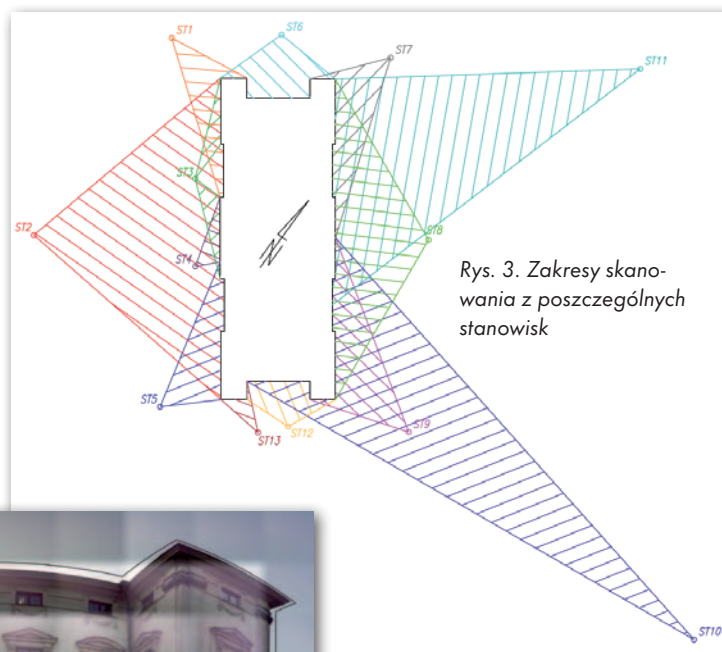 ST1
ST6
ST7
ST11
ST3
ST2
ST8
ST4
Rys. 3. Zakresy skano-
wania z poszczególnych
stanowisk
ST5
ST12
ST9
ST13
ST10